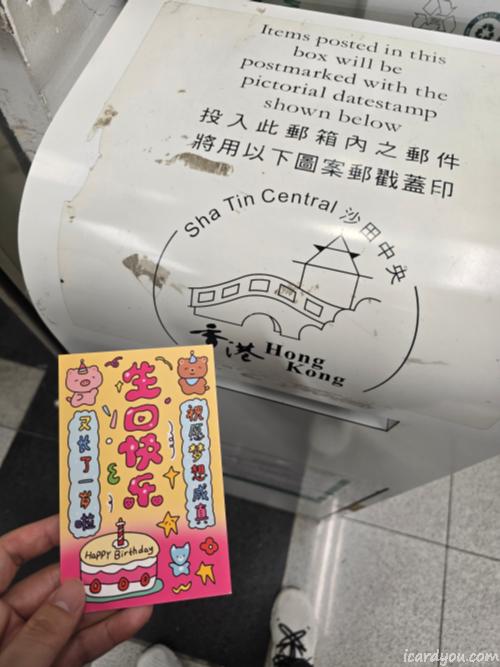 Items posted in this
box will be
postmarked with the
pictorial datestamp
shown below
投入此郵箱內之郵件
將用以下圖案郵戳蓋印
Sha Tin Central 沙田中央
香港 Hong
Kong
生日快乐
又长了一岁啦
祝愿梦想成真
HAPPY Birthday
icardyou.com